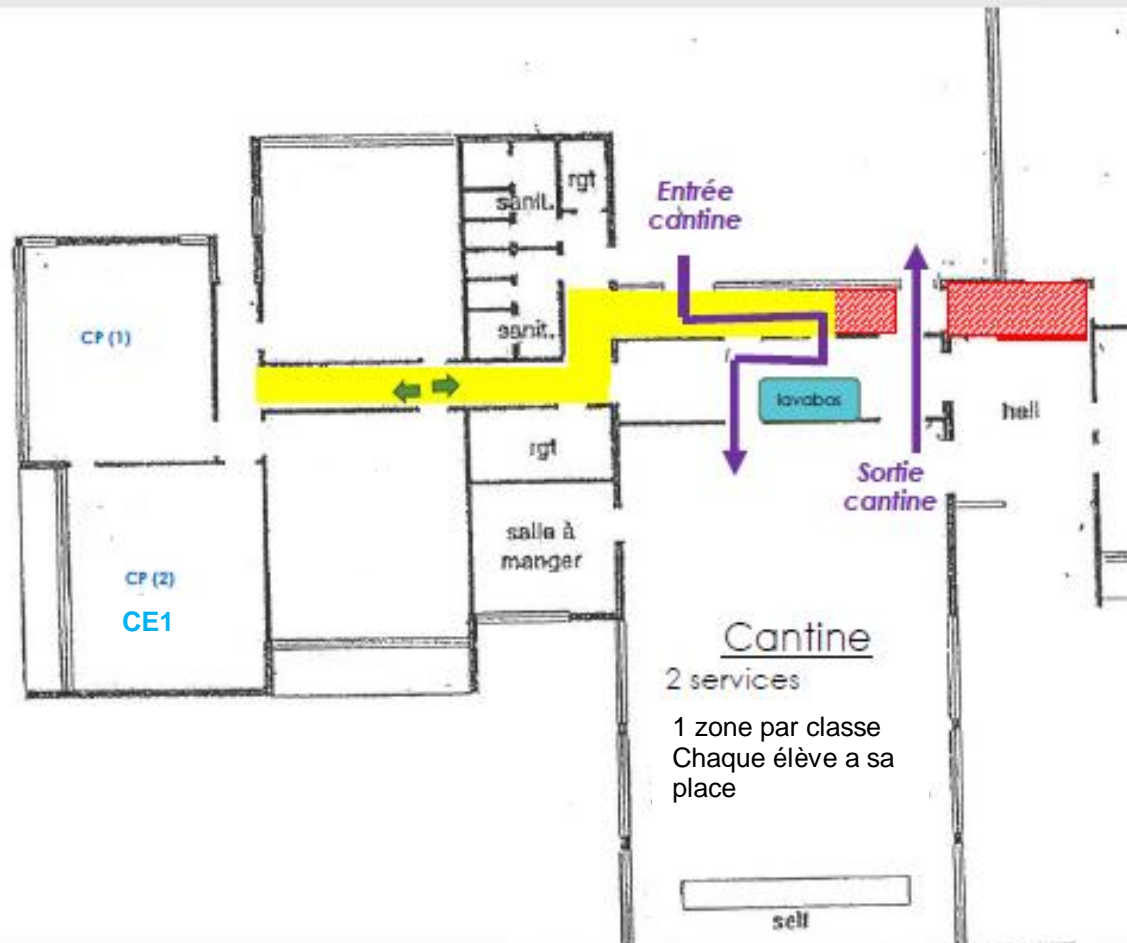 rgt
sanit.
Entrée
cantine
CP (1)
sanit.
lavabos
hall
rgt
Sortie
cantine
salle à
manger
CP (2)
CE1
Cantine
2 services
1 zone par classe
Chaque élève a sa
place
self